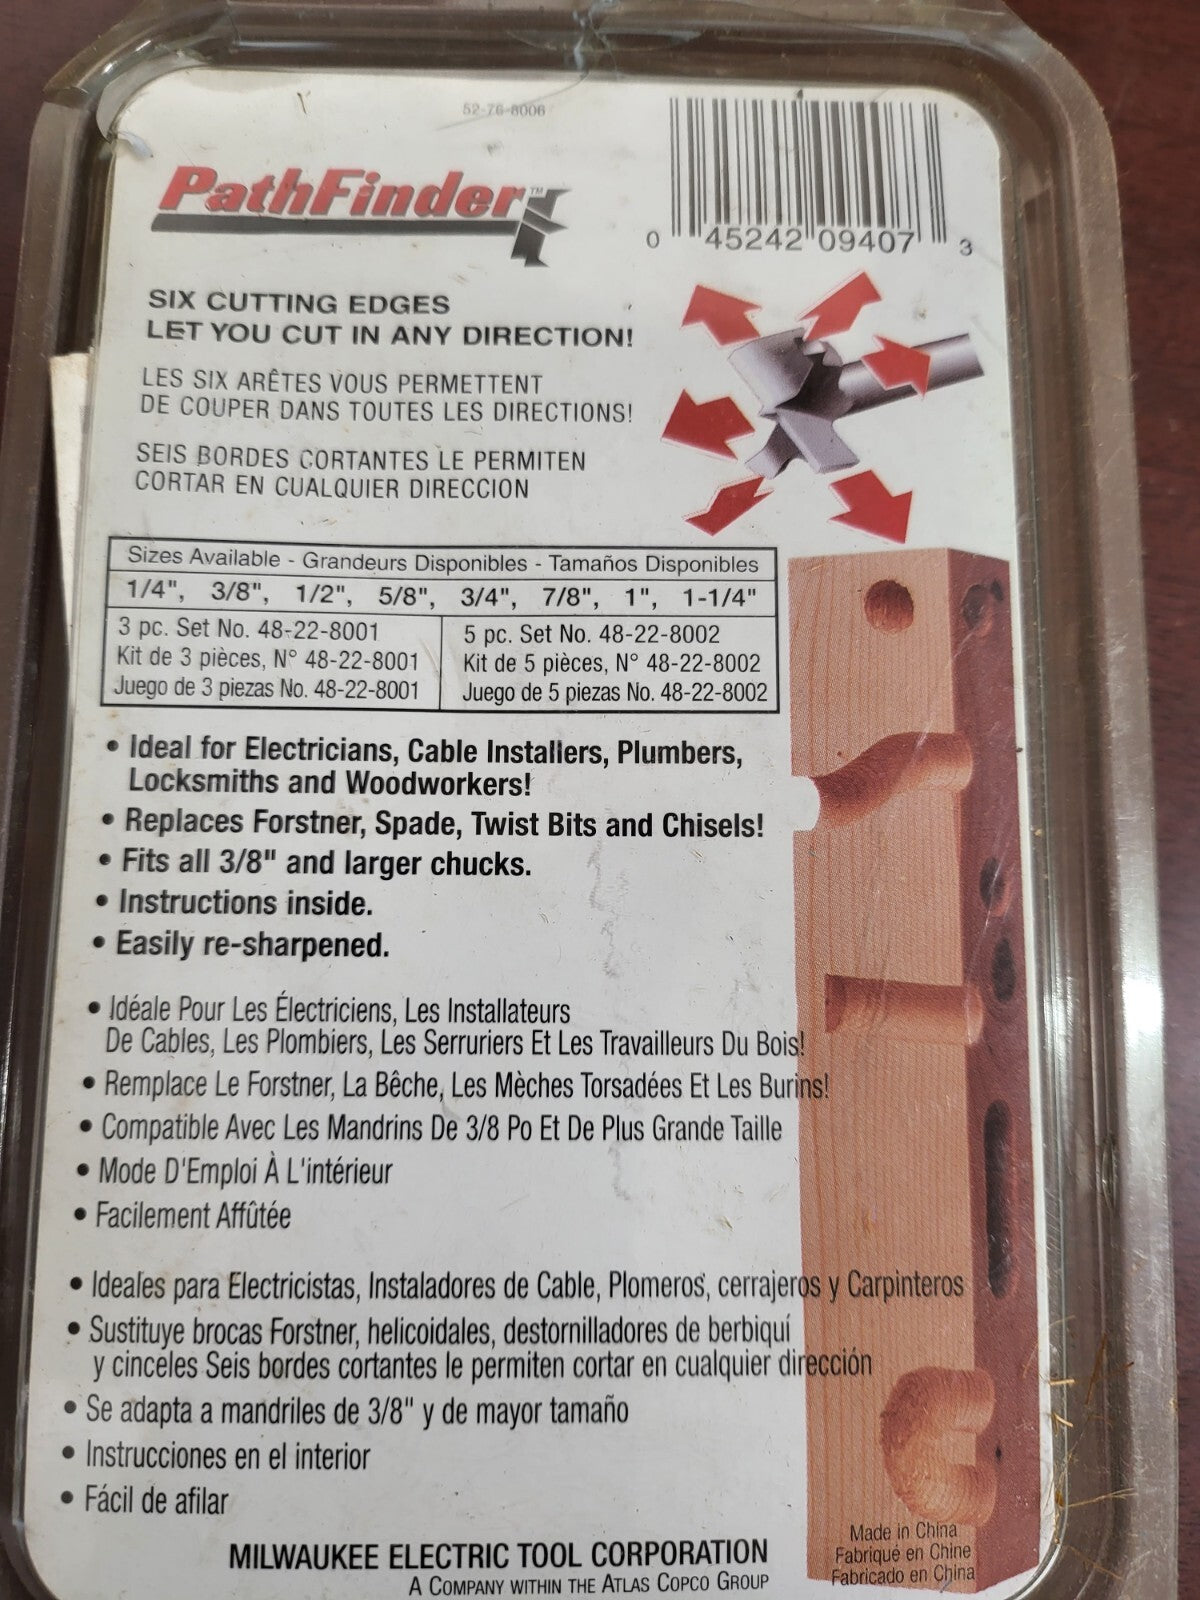 52-76-8006
PathFinder™
0 45242 09407 3
SIX CUTTING EDGES
LET YOU CUT IN ANY DIRECTION!
LES SIX ARÊTES VOUS PERMETTENT
DE COUPER DANS TOUTES LES DIRECTIONS!
SEIS BORDES CORTANTES LE PERMITEN
CORTAR EN CUALQUIER DIRECCION
Sizes Available - Grandeurs Disponibles - Tamaños Disponibles
1/4", 3/8", 1/2", 5/8", 3/4", 7/8", 1", 1-1/4"
3 pc. Set No. 48-22-8001
Kit de 3 pièces, N° 48-22-8001
Juego de 3 piezas No. 48-22-8001
5 pc. Set No. 48-22-8002
Kit de 5 pièces, N° 48-22-8002
Juego de 5 piezas No. 48-22-8002
• Ideal for Electricians, Cable Installers, Plumbers,
Locksmiths and Woodworkers!
• Replaces Forstner, Spade, Twist Bits and Chisels!
• Fits all 3/8" and larger chucks.
• Instructions inside.
• Easily re-sharpened.
• Idéale Pour Les Électriciens, Les Installateurs
De Cables, Les Plombiers, Les Serruriers Et Les Travailleurs Du Bois!
• Remplace Le Forstner, La Bêche, Les Mèches Torsadées Et Les Burins!
• Compatible Avec Les Mandrins De 3/8 Po Et De Plus Grande Taille
• Mode D'Emploi À L'intérieur
• Facilement Affûtée
• Ideales para Electricistas, Instaladores de Cable, Plomeros, cerrajeros y Carpinteros
• Sustituye brocas Forstner, helicoidales, destornilladores de berbiquí
y cinceles Seis bordes cortantes le permiten cortar en cualquier dirección
• Se adapta a mandriles de 3/8" y de mayor tamaño
• Instrucciones en el interior
• Fácil de afilar
MILWAUKEE ELECTRIC TOOL CORPORATION
A COMPANY WITHIN THE ATLAS COPCO GROUP
Made in China
Fabriqué en Chine
Fabricado en China